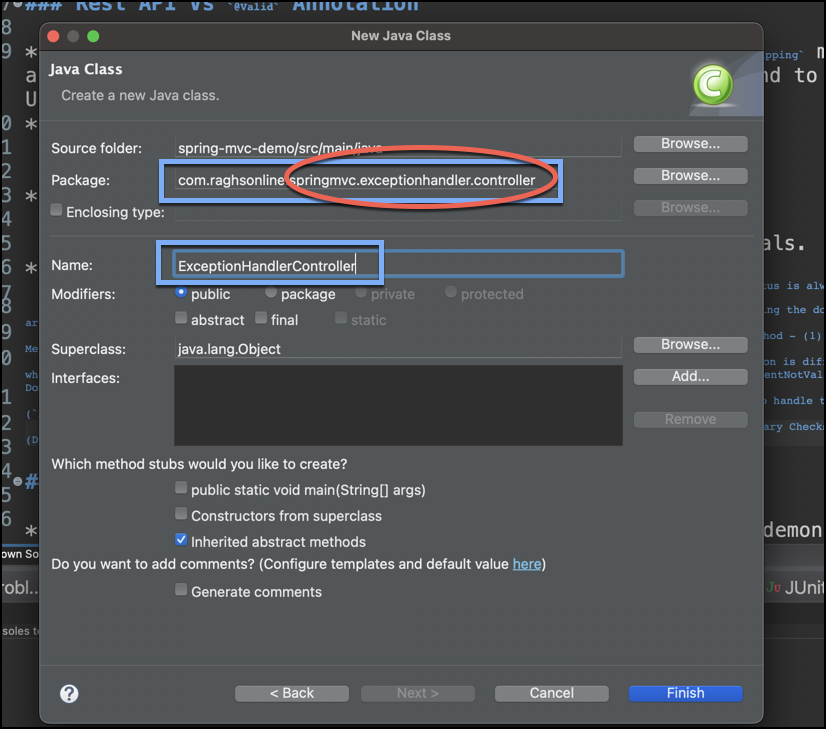 ### Rest API Vs `@Valid` Annotation
New Java Class
Java Class
Create a new Java class.
Source folder:
spring-mvc-demo/src/main/java
Browse...
Package:
com.raghsonline.springmvc.exceptionhandler.controller
Browse...
Enclosing type:
Browse...
Name:
ExceptionHandlerController
Modifiers:
public
package
private
protected
abstract
final
static
Superclass:
java.lang.Object
Browse...
Interfaces:
Add...
Remove
Which method stubs would you like to create?
public static void main(String[] args)
Constructors from superclass
Inherited abstract methods
Do you want to add comments? (Configure templates and default value here)
Generate comments
?
< Back
Next >
Cancel
Finish
JUnit